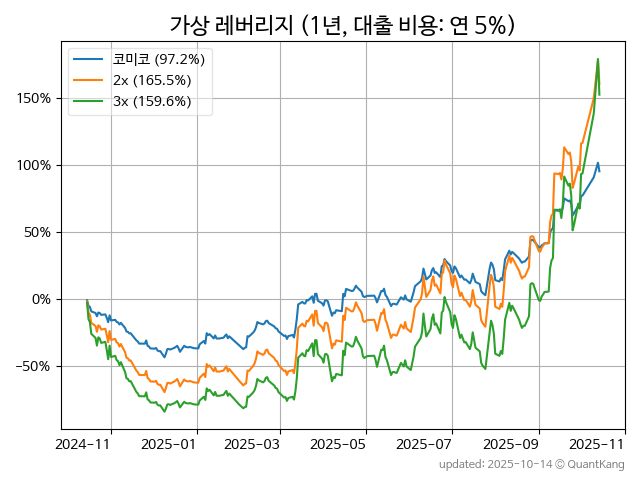 가상 레버리지 (1년, 대출 비용: 연 5%)
코미코 (97.2%)
2x (165.5%)
3x (159.6%)
150%
100%
50%
0%
−50%
2024-11 2025-01 2025-03 2025-05 2025-07 2025-09 2025-11
updated: 2025-10-14 © QuantKang